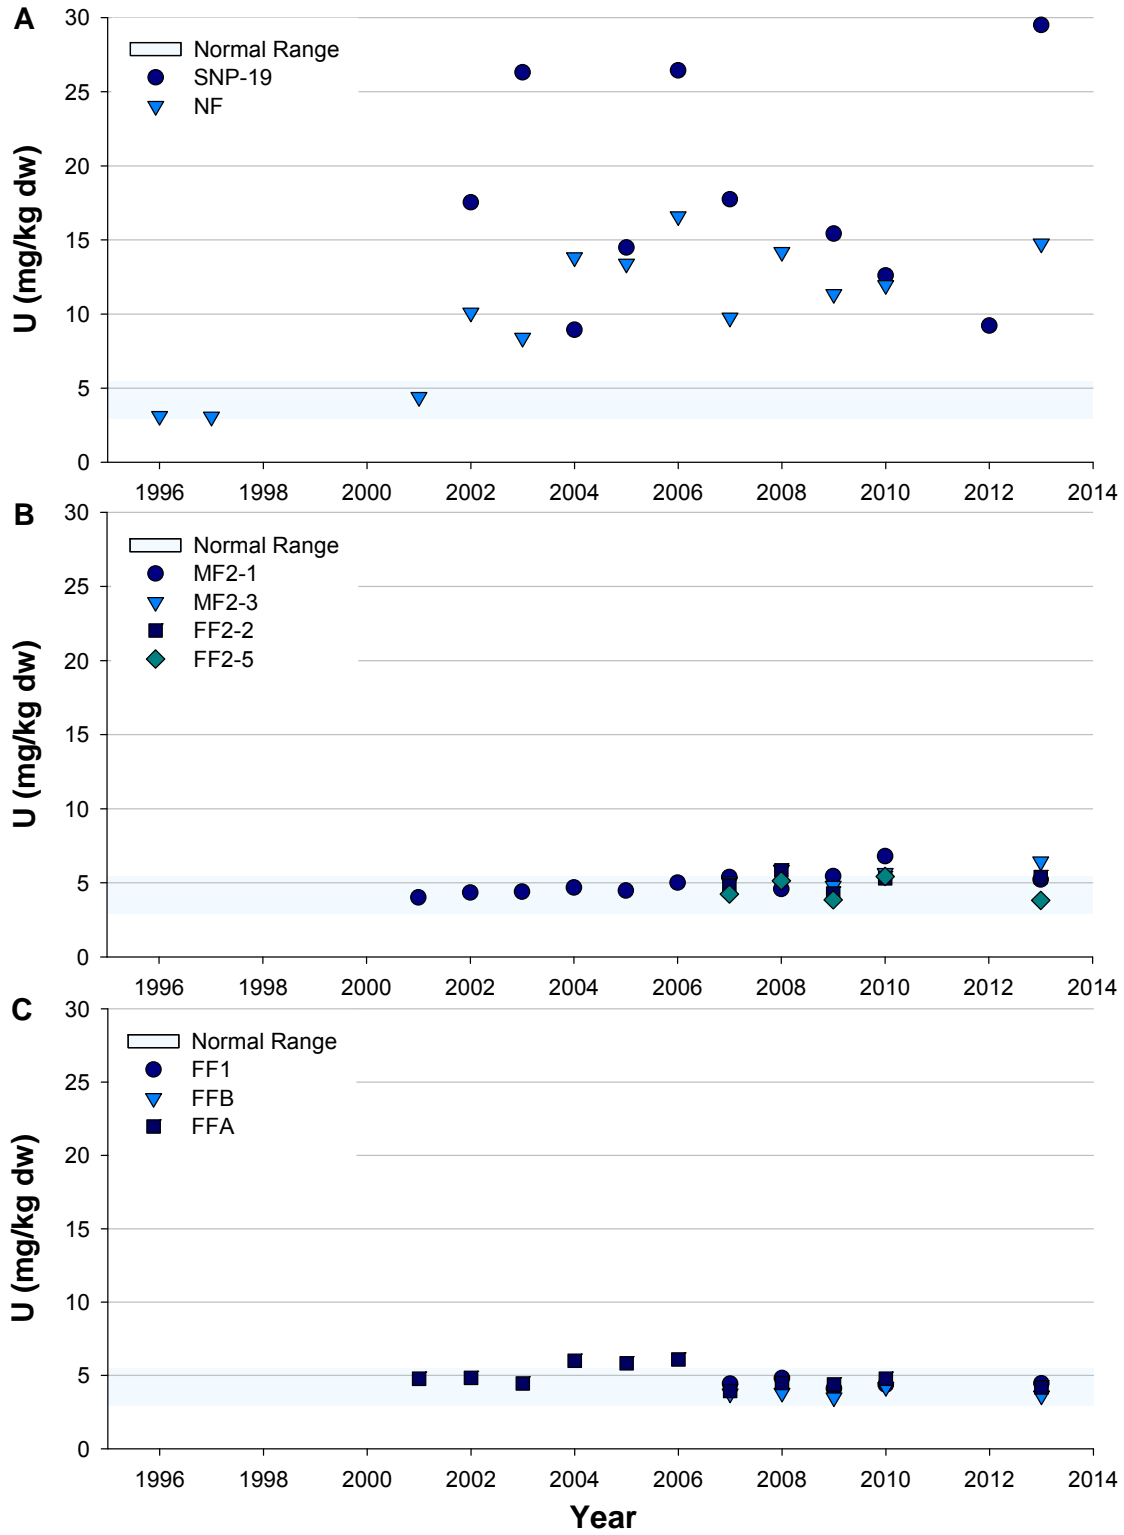 A
U (mg/kg dw)
30
25
20
15
10
5
0
Normal Range
SNP-19
NF
1996 1998 2000 2002 2004 2006 2008 2010 2012 2014
B
U (mg/kg dw)
30
25
20
15
10
5
0
Normal Range
MF2-1
MF2-3
FF2-2
FF2-5
1996 1998 2000 2002 2004 2006 2008 2010 2012 2014
C
U (mg/kg dw)
30
25
20
15
10
5
0
Normal Range
FF1
FFB
FFA
1996 1998 2000 2002 2004 2006 2008 2010 2012 2014
Year